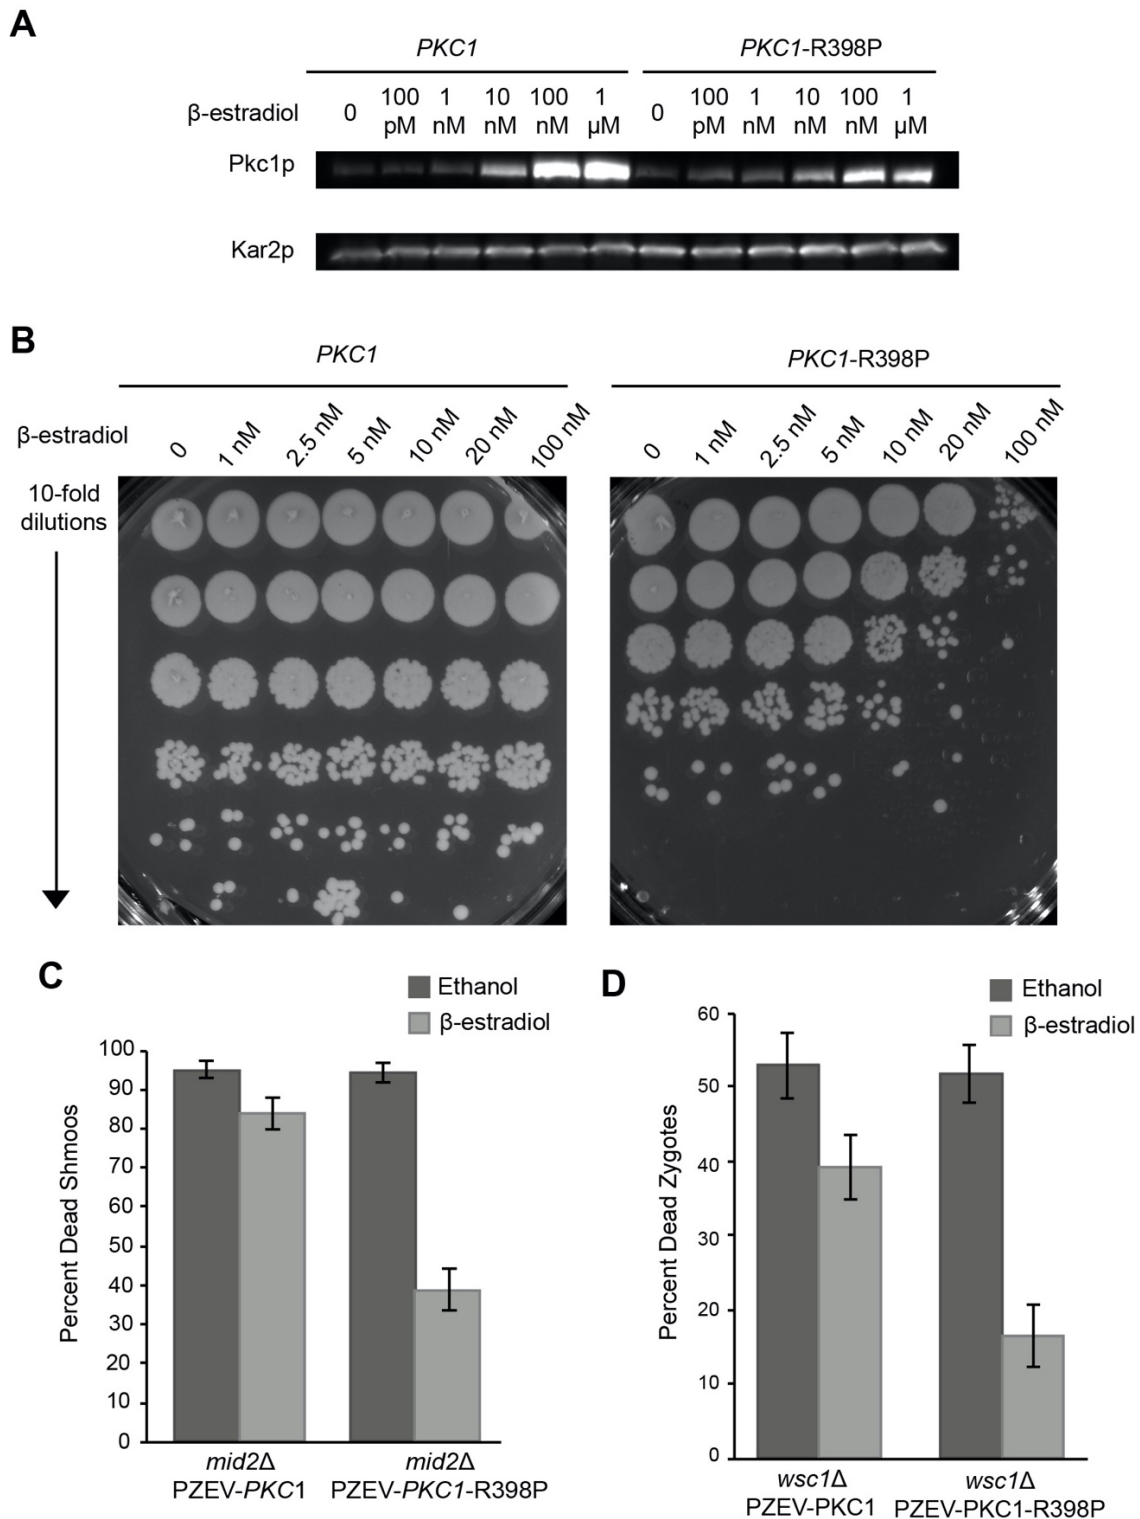 A
PKC1 PKC1-R398P
β-estradiol 0 100 pM 1 nM 10 nM 100 nM 1 µM 0 100 pM 1 nM 10 nM 100 nM 1 µM
Pkc1p
Kar2p
B
PKC1 PKC1-R398P
β-estradiol 0 1 nM 2.5 nM 5 nM 10 nM 20 nM 100 nM 0 1 nM 2.5 nM 5 nM 10 nM 20 nM 100 nM
10-fold
dilutions
C
Ethanol
β-estradiol
Percent Dead Shmoos
100
90
80
70
60
50
40
30
20
10
0
mid2Δ
PZEV-PKC1
mid2Δ
PZEV-PKC1-R398P
D
Ethanol
β-estradiol
Percent Dead Zygotes
60
50
40
30
20
10
0
wsc1Δ
PZEV-PKC1
wsc1Δ
PZEV-PKC1-R398P